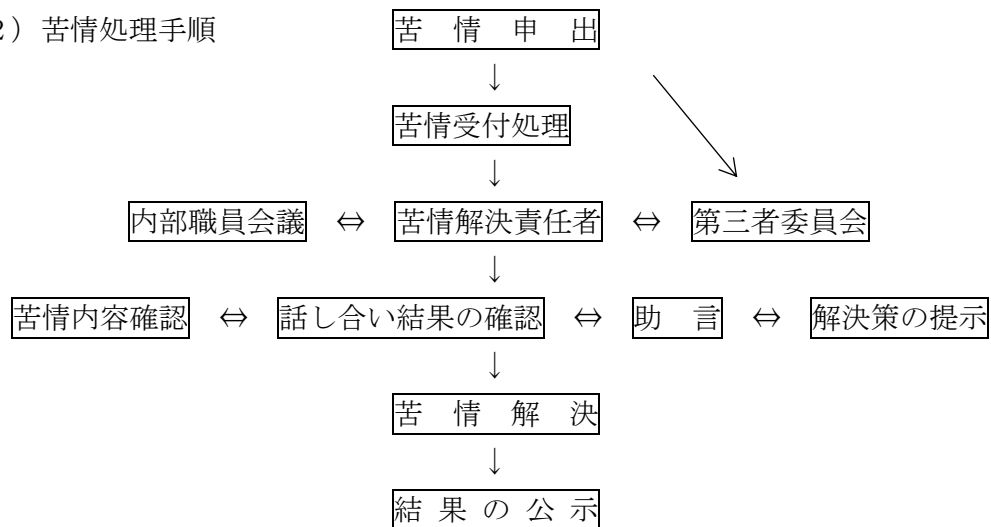 2）苦情処理手順　苦　情　申　出
↓
苦情受付処理
↓
内部職員会議　⇔　苦情解決責任者　⇔　第三者委員会
↓
苦情内容確認　⇔　話し合い結果の確認　⇔　助　言　⇔　解決策の提示
↓
苦　情　解　決
↓
結 果 の 公 示